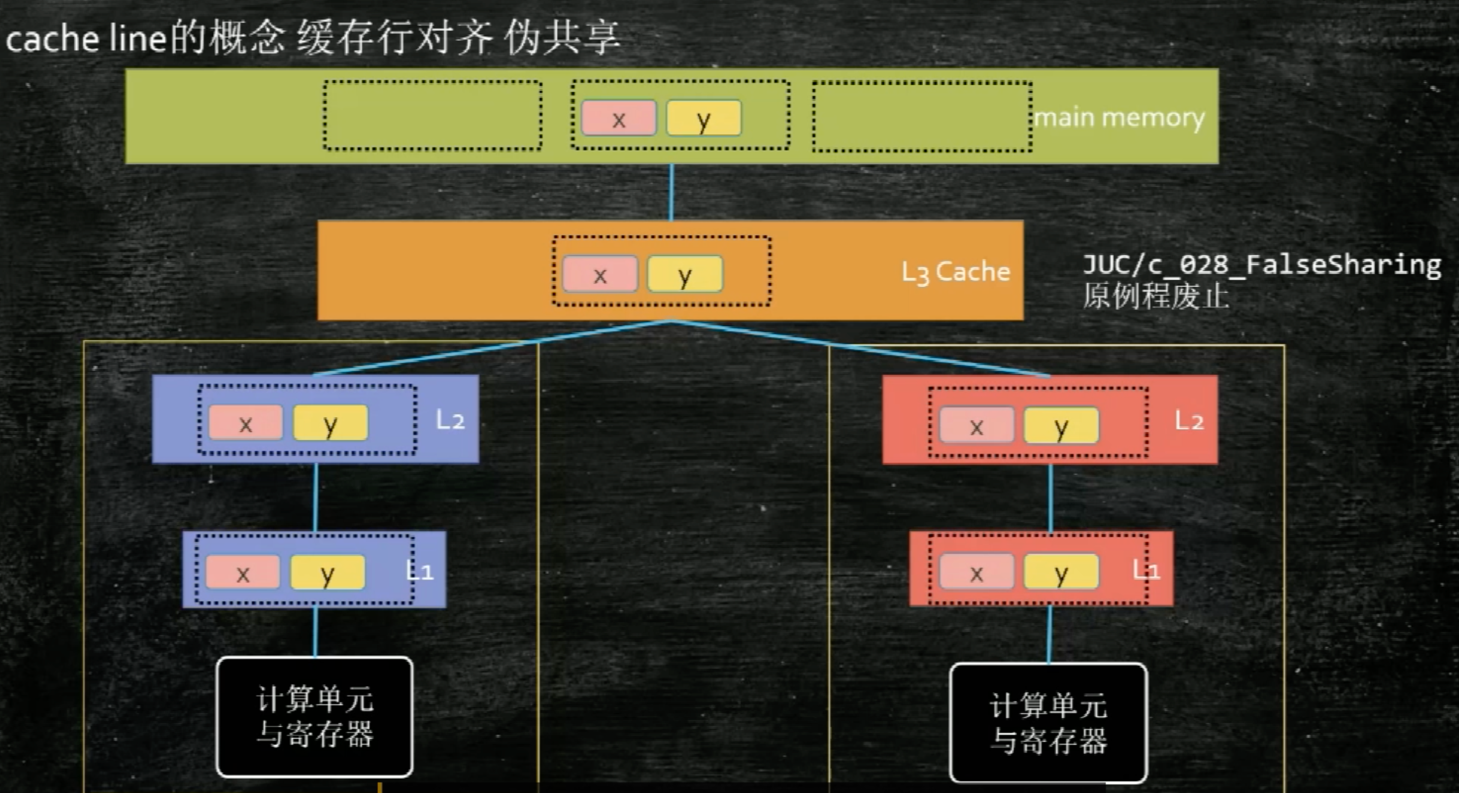 cache line的概念 缓存行对齐 伪共享
x y main memory
x y L3 Cache
JUC/c_028_FalseSharing
原例程废止
x y L2
x y L2
x y L1
x y L1
计算单元
与寄存器
计算单元
与寄存器